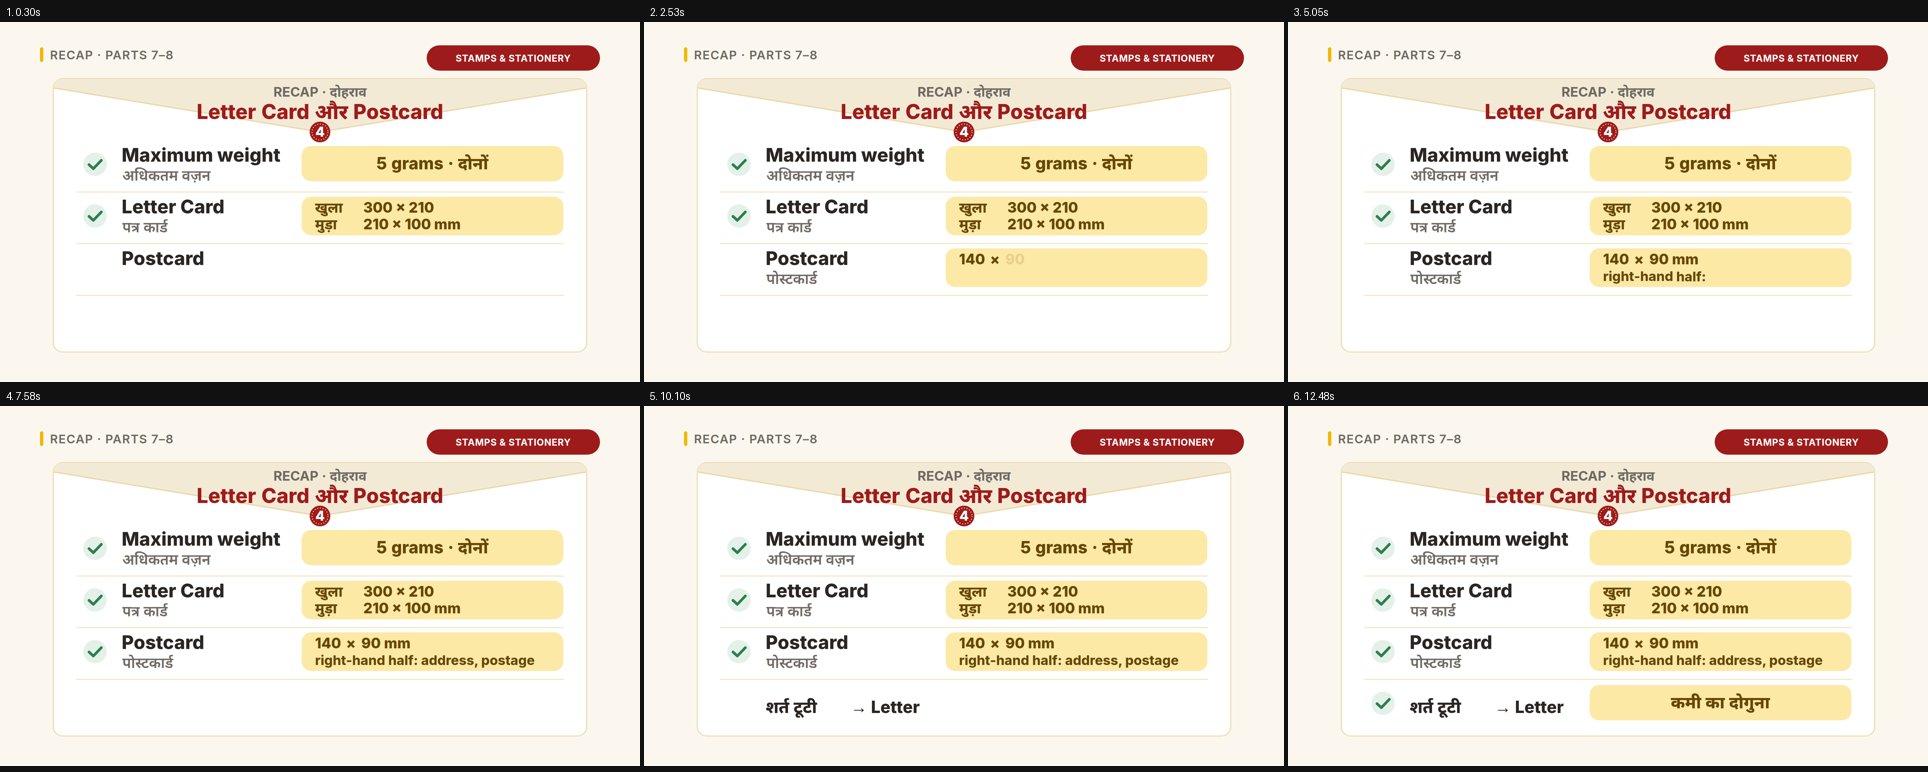 1. 0.30s
RECAP · PARTS 7–8
STAMPS & STATIONERY
RECAP · दोहराव
Letter Card और Postcard
4
Maximum weight
अधिकतम वज़न
5 grams · दोनों
Letter Card
पत्र कार्ड
खुला 300 × 210
मुड़ा 210 × 100 mm
Postcard
2. 2.53s
RECAP · PARTS 7–8
STAMPS & STATIONERY
RECAP · दोहराव
Letter Card और Postcard
4
Maximum weight
अधिकतम वज़न
5 grams · दोनों
Letter Card
पत्र कार्ड
खुला 300 × 210
मुड़ा 210 × 100 mm
Postcard
पोस्टकार्ड
140 × 90
3. 5.05s
RECAP · PARTS 7–8
STAMPS & STATIONERY
RECAP · दोहराव
Letter Card और Postcard
4
Maximum weight
अधिकतम वज़न
5 grams · दोनों
Letter Card
पत्र कार्ड
खुला 300 × 210
मुड़ा 210 × 100 mm
Postcard
पोस्टकार्ड
140 × 90 mm
right-hand half:
4. 7.58s
RECAP · PARTS 7–8
STAMPS & STATIONERY
RECAP · दोहराव
Letter Card और Postcard
4
Maximum weight
अधिकतम वज़न
5 grams · दोनों
Letter Card
पत्र कार्ड
खुला 300 × 210
मुड़ा 210 × 100 mm
Postcard
पोस्टकार्ड
140 × 90 mm
right-hand half: address, postage
5. 10.10s
RECAP · PARTS 7–8
STAMPS & STATIONERY
RECAP · दोहराव
Letter Card और Postcard
4
Maximum weight
अधिकतम वज़न
5 grams · दोनों
Letter Card
पत्र कार्ड
खुला 300 × 210
मुड़ा 210 × 100 mm
Postcard
पोस्टकार्ड
140 × 90 mm
right-hand half: address, postage
शर्त टूटी → Letter
6. 12.48s
RECAP · PARTS 7–8
STAMPS & STATIONERY
RECAP · दोहराव
Letter Card और Postcard
4
Maximum weight
अधिकतम वज़न
5 grams · दोनों
Letter Card
पत्र कार्ड
खुला 300 × 210
मुड़ा 210 × 100 mm
Postcard
पोस्टकार्ड
140 × 90 mm
right-hand half: address, postage
शर्त टूटी → Letter
कमी का दोगुना